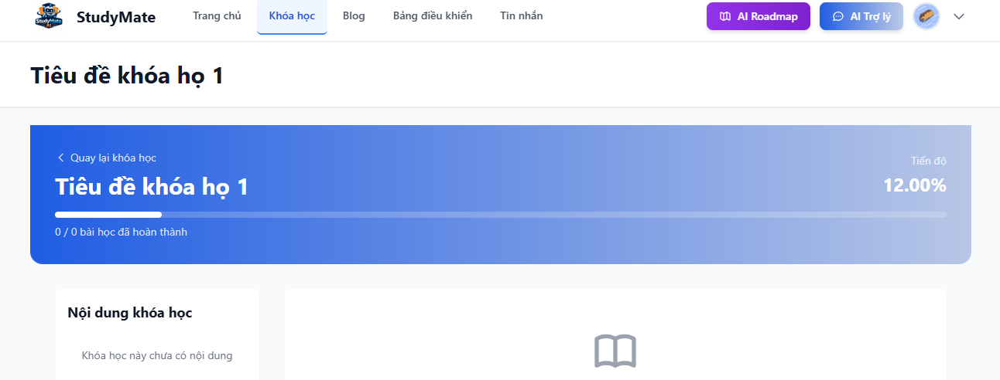 StudyMate
AI
StudyMate
Trang chủ
Khóa học
Blog
Bảng điều khiển
Tin nhắn
AI Roadmap
AI Trợ lý
Tiêu đề khóa họ 1
Quay lại khóa học
Tiến độ
Tiêu đề khóa họ 1
12.00%
0 / 0 bài học đã hoàn thành
Nội dung khóa học
Khóa học này chưa có nội dung